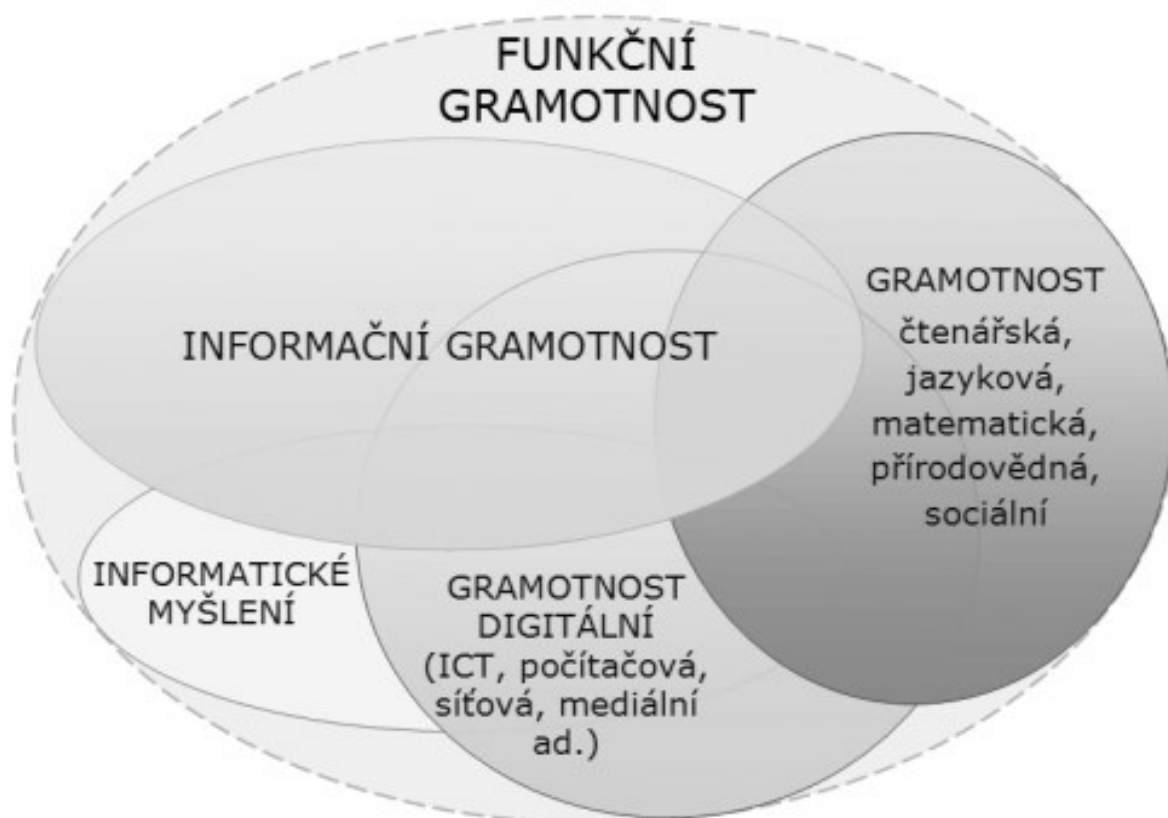 FUNKČNÍ
GRAMOTNOST
INFORMAČNÍ GRAMOTNOST
GRAMOTNOST
čtenářská,
jazyková,
matematická,
přírodovědná,
sociální
INFORMATICKÉ
MYŠLENÍ
GRAMOTNOST
DIGITÁLNÍ
(ICT, počítačová,
síťová, mediální
ad.)